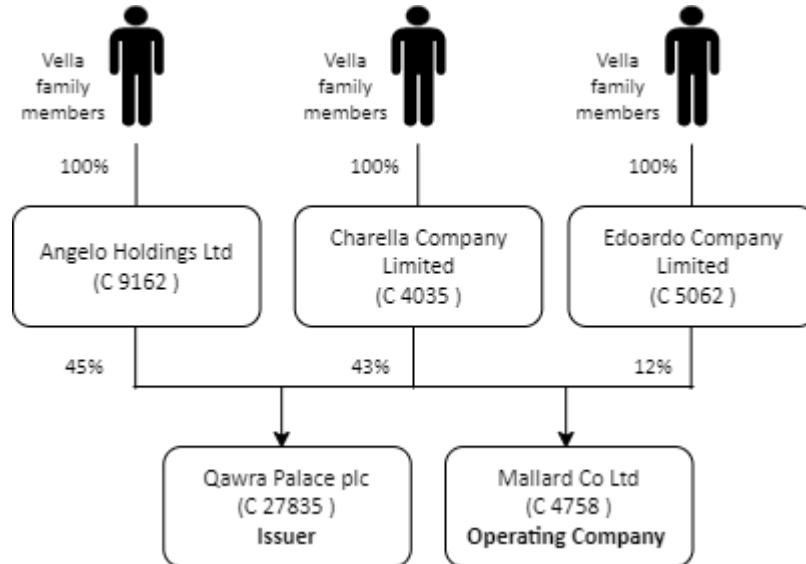 Vella
family
members
Vella
family
members
Vella
family
members
100%
100%
100%
Angelo Holdings Ltd
(C 9162 )
Charella Company
Limited
(C 4035 )
Edoardo Company
Limited
(C 5062 )
45%
43%
12%
Qawra Palace plc
(C 27835 )
Issuer
Mallard Co Ltd
(C 4758 )
Operating Company